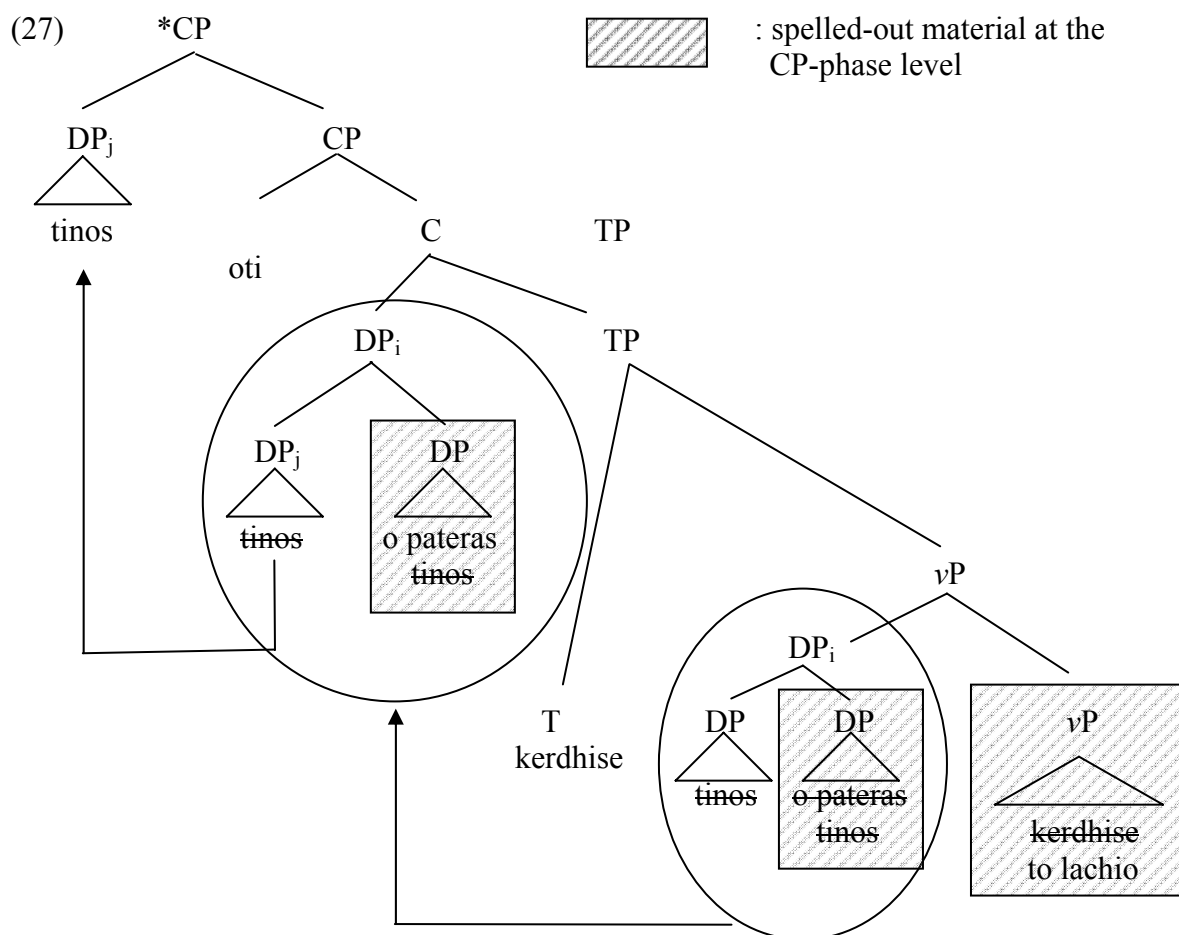 (27) *CP : spelled-out material at the
CP-phase level
DPj CP
tinos C TP
oti
DPi TP
DPj DP
tinos o pateras
tinos
vP
DPi
T DP DP vP
kerdhise
tinos o pateras kerdhise
tinos to lachio